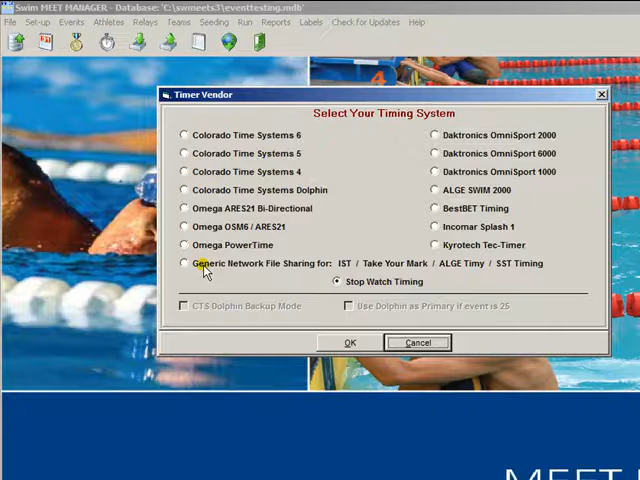 Swim MEET MANAGER - Database: 'C:\swmeets3\eventtesting.mdb'
File Set-up Events Athletes Relays Teams Seeding Run Reports Labels Check for Updates Help
4
Timer Vendor
Select Your Timing System
Colorado Time Systems 6
Colorado Time Systems 5
Colorado Time Systems 4
Colorado Time Systems Dolphin
Omega ARES21 Bi-Directional
Omega OSM6 / ARES21
Omega PowerTime
Daktronics OmniSport 2000
Daktronics OmniSport 6000
Daktronics OmniSport 1000
ALGE SWIM 2000
BestBET Timing
Incomar Splash 1
Kyrotech Tec-Timer
Generic Network File Sharing for: IST / Take Your Mark / ALGE Timy / SST Timing
Stop Watch Timing
CTS Dolphin Backup Mode
Use Dolphin as Primary if event is 25
OK
Cancel
MEET